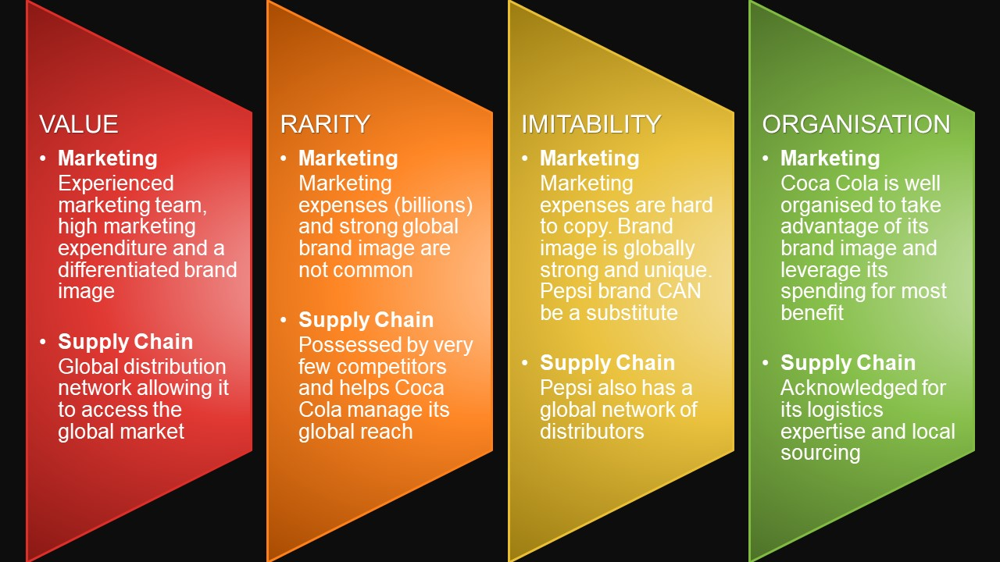 VALUE
• Marketing
Experienced
marketing team,
high marketing
expenditure and a
differentiated brand
image
• Supply Chain
Global distribution
network allowing it
to access the
global market
RARITY
• Marketing
Marketing
expenses (billions)
and strong global
brand image are
not common
• Supply Chain
Possessed by very
few competitors
and helps Coca
Cola manage its
global reach
IMITABILITY
• Marketing
Marketing
expenses are hard
to copy. Brand
image is globally
strong and unique.
Pepsi brand CAN
be a substitute
• Supply Chain
Pepsi also has a
global network of
distributors
ORGANISATION
• Marketing
Coca Cola is well
organised to take
advantage of its
brand image and
leverage its
spending for most
benefit
• Supply Chain
Acknowledged for
its logistics
expertise and local
sourcing